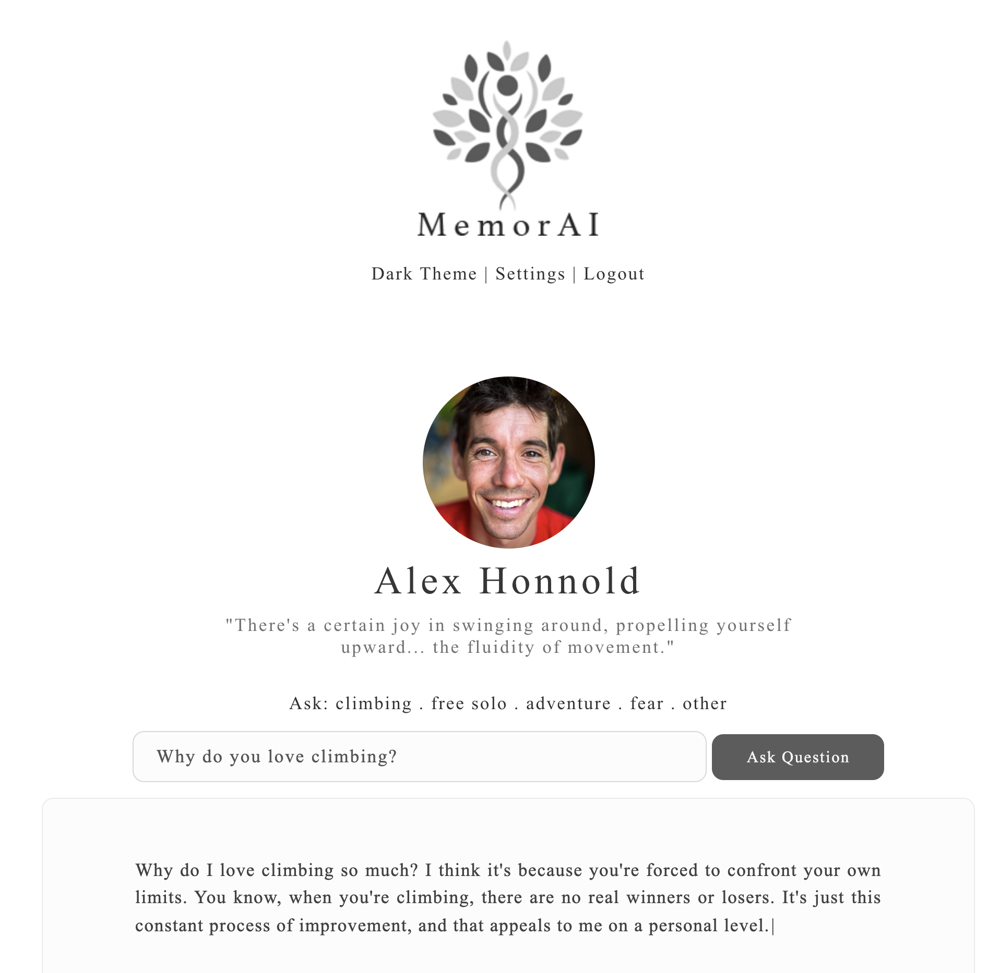 MemorAI
Dark Theme | Settings | Logout
Alex Honnold
"There's a certain joy in swinging around, propelling yourself
upward... the fluidity of movement."
Ask: climbing . free solo . adventure . fear . other
Why do you love climbing?
Ask Question
Why do I love climbing so much? I think it's because you're forced to confront your own
limits. You know, when you're climbing, there are no real winners or losers. It's just this
constant process of improvement, and that appeals to me on a personal level.|